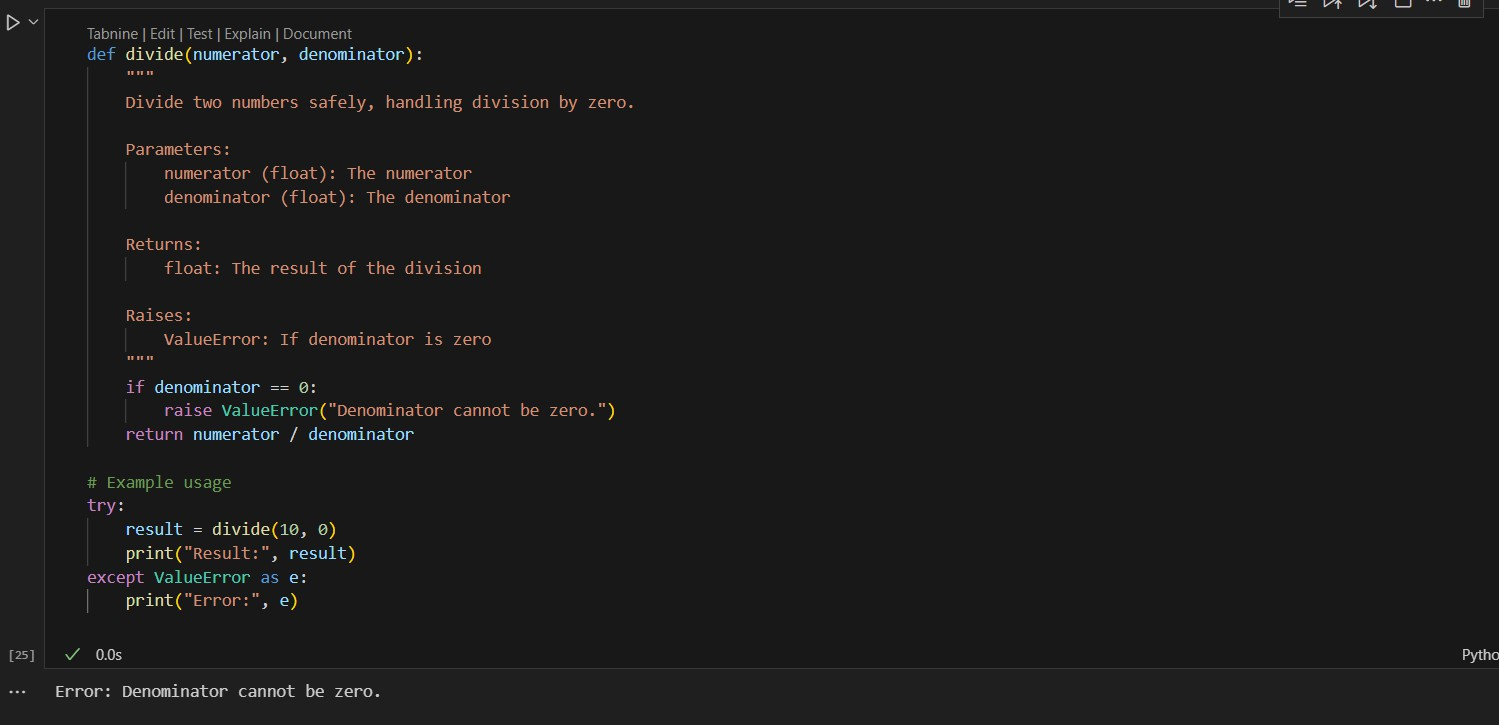 Tabnine | Edit | Test | Explain | Document
def divide(numerator, denominator):
    """
    Divide two numbers safely, handling division by zero.

    Parameters:
        numerator (float): The numerator
        denominator (float): The denominator

    Returns:
        float: The result of the division

    Raises:
        ValueError: If denominator is zero
    """
    if denominator == 0:
        raise ValueError("Denominator cannot be zero.")
    return numerator / denominator

# Example usage
try:
    result = divide(10, 0)
    print("Result:", result)
except ValueError as e:
    print("Error:", e)
[25] 0.0s Pytho
Error: Denominator cannot be zero.